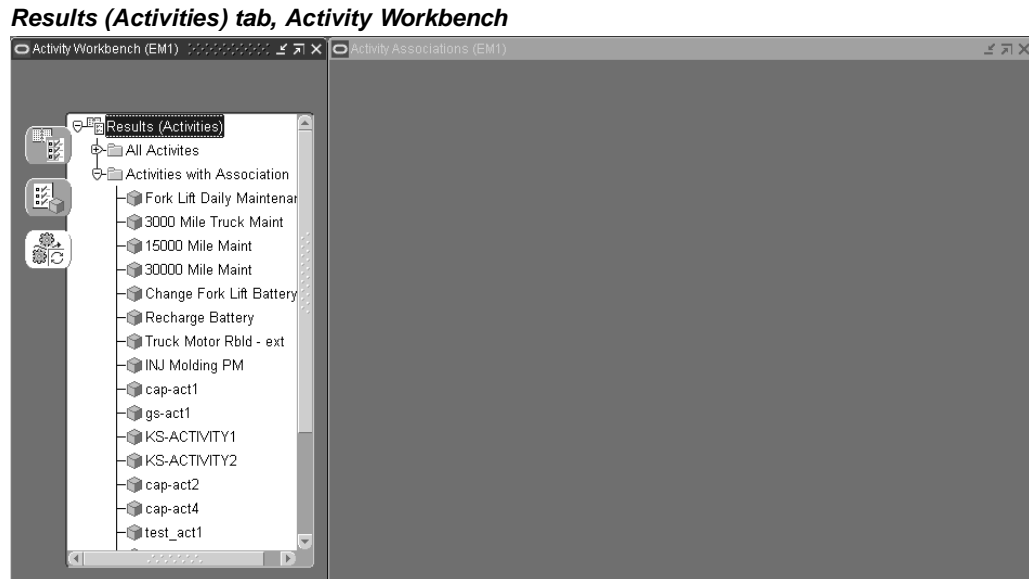 Results (Activities) tab, Activity Workbench
Activity Workbench (EM1)
Activity Associations (EM1)
Results (Activities)
All Activites
Activities with Association
Fork Lift Daily Maintenar
3000 Mile Truck Maint
15000 Mile Maint
30000 Mile Maint
Change Fork Lift Battery
Recharge Battery
Truck Motor Rbld - ext
INJ Molding PM
cap-act1
gs-act1
KS-ACTIVITY1
KS-ACTIVITY2
cap-act2
cap-act4
test_act1